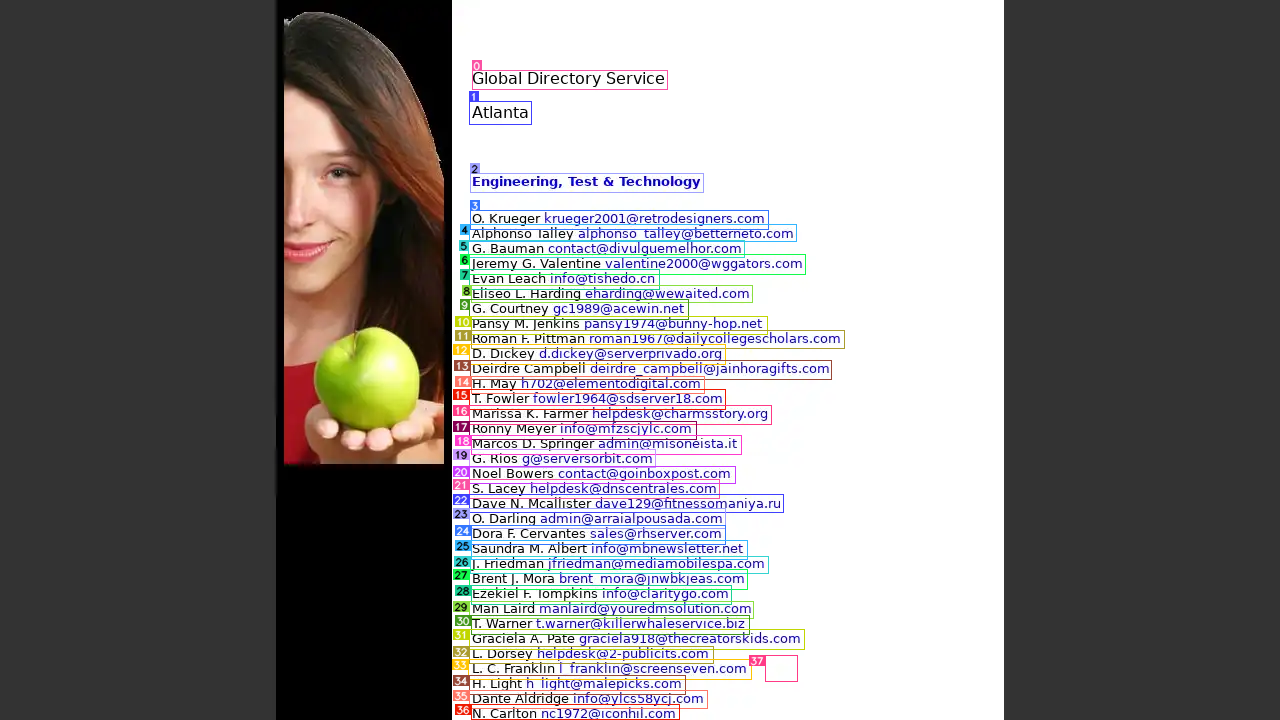 Global Directory Service
Atlanta
Engineering, Test & Technology
O. Krueger krueger2001@retrodesigners.com
Alphonso Talley alphonso_talley@betterneto.com
G. Bauman contact@divulguemelhor.com
Jeremy G. Valentine valentine2000@wggators.com
Evan Leach info@tishedo.cn
Eliseo L. Harding eharding@wewaited.com
G. Courtney gc1989@acewin.net
Pansy M. Jenkins pansy1974@bunny-hop.net
Roman F. Pittman roman1967@dailycollegescholars.com
D. Dickey d.dickey@serverprivado.org
Deirdre Campbell deirdre_campbell@jainhoragifts.com
H. May h702@elementodigital.com
T. Fowler fowler1964@sdserver18.com
Marissa K. Farmer helpdesk@charmsstory.org
Ronny Meyer info@mfzscjylc.com
Marcos D. Springer admin@misoneista.it
G. Rios g@serversorbit.com
Noel Bowers contact@goinboxpost.com
S. Lacey helpdesk@dnscentrales.com
Dave N. Mcallister dave129@fitnessomaniya.ru
O. Darling admin@arraialpousada.com
Dora F. Cervantes sales@rhserver.com
Saundra M. Albert info@mbnewsletter.net
J. Friedman jfriedman@mediamobilespa.com
Brent J. Mora brent_mora@jnwbkjeas.com
Ezekiel F. Tompkins info@claritygo.com
Man Laird manlaird@youredmsolution.com
T. Warner t.warner@killerwhaleservice.biz
Graciela A. Pate graciela918@thecreatorskids.com
L. Dorsey helpdesk@2-publicits.com
L. C. Franklin l_franklin@screenseven.com
H. Light h_light@malepicks.com
Dante Aldridge info@ylcs58ycj.com
N. Carlton nc1972@iconhil.com
0
1
2
3
4
5
6
7
8
9
10
11
12
13
14
15
16
17
18
19
20
21
22
23
24
25
26
27
28
29
30
31
32
33
34
35
36
37